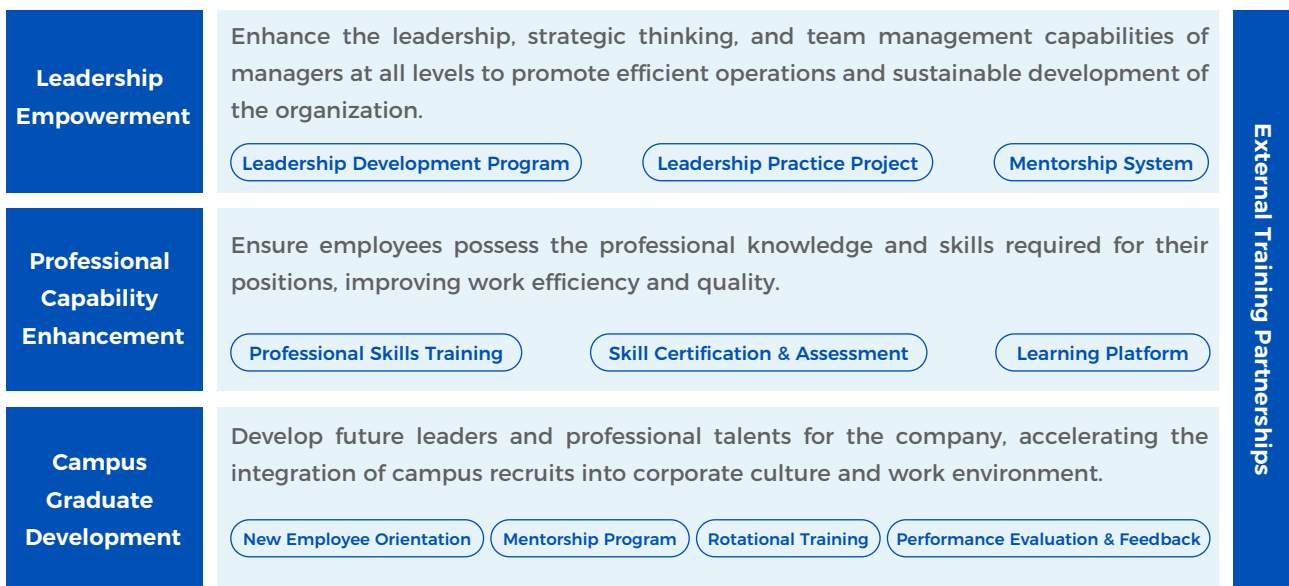 Leadership
Empowerment
Enhance the leadership, strategic thinking, and team management capabilities of
managers at all levels to promote efficient operations and sustainable development of
the organization.
Leadership Development Program
Leadership Practice Project
Mentorship System
Professional
Capability
Enhancement
Ensure employees possess the professional knowledge and skills required for their
positions, improving work efficiency and quality.
Professional Skills Training
Skill Certification & Assessment
Learning Platform
Campus
Graduate
Development
Develop future leaders and professional talents for the company, accelerating the
integration of campus recruits into corporate culture and work environment.
New Employee Orientation
Mentorship Program
Rotational Training
Performance Evaluation & Feedback
External Training Partnerships